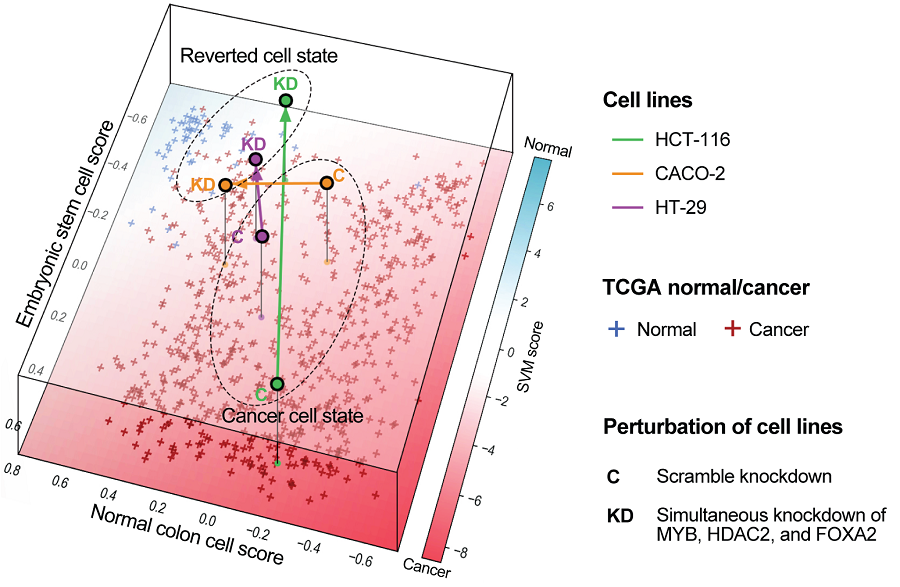 Reverted cell state
KD
KD
KD
C
C
C
Cancer cell state
Embryonic stem cell score
−0.6
−0.4
−0.2
0.0
0.2
0.4
0.6
0.8
0.6
0.4
0.2
0.0
−0.2
−0.4
−0.6
Normal colon cell score
Normal
6
4
2
0
−2
−4
−6
−8
Cancer
SVM score
Cell lines
HCT-116
CACO-2
HT-29
TCGA normal/cancer
+ Normal + Cancer
Perturbation of cell lines
C Scramble knockdown
KD Simultaneous knockdown of
MYB, HDAC2, and FOXA2